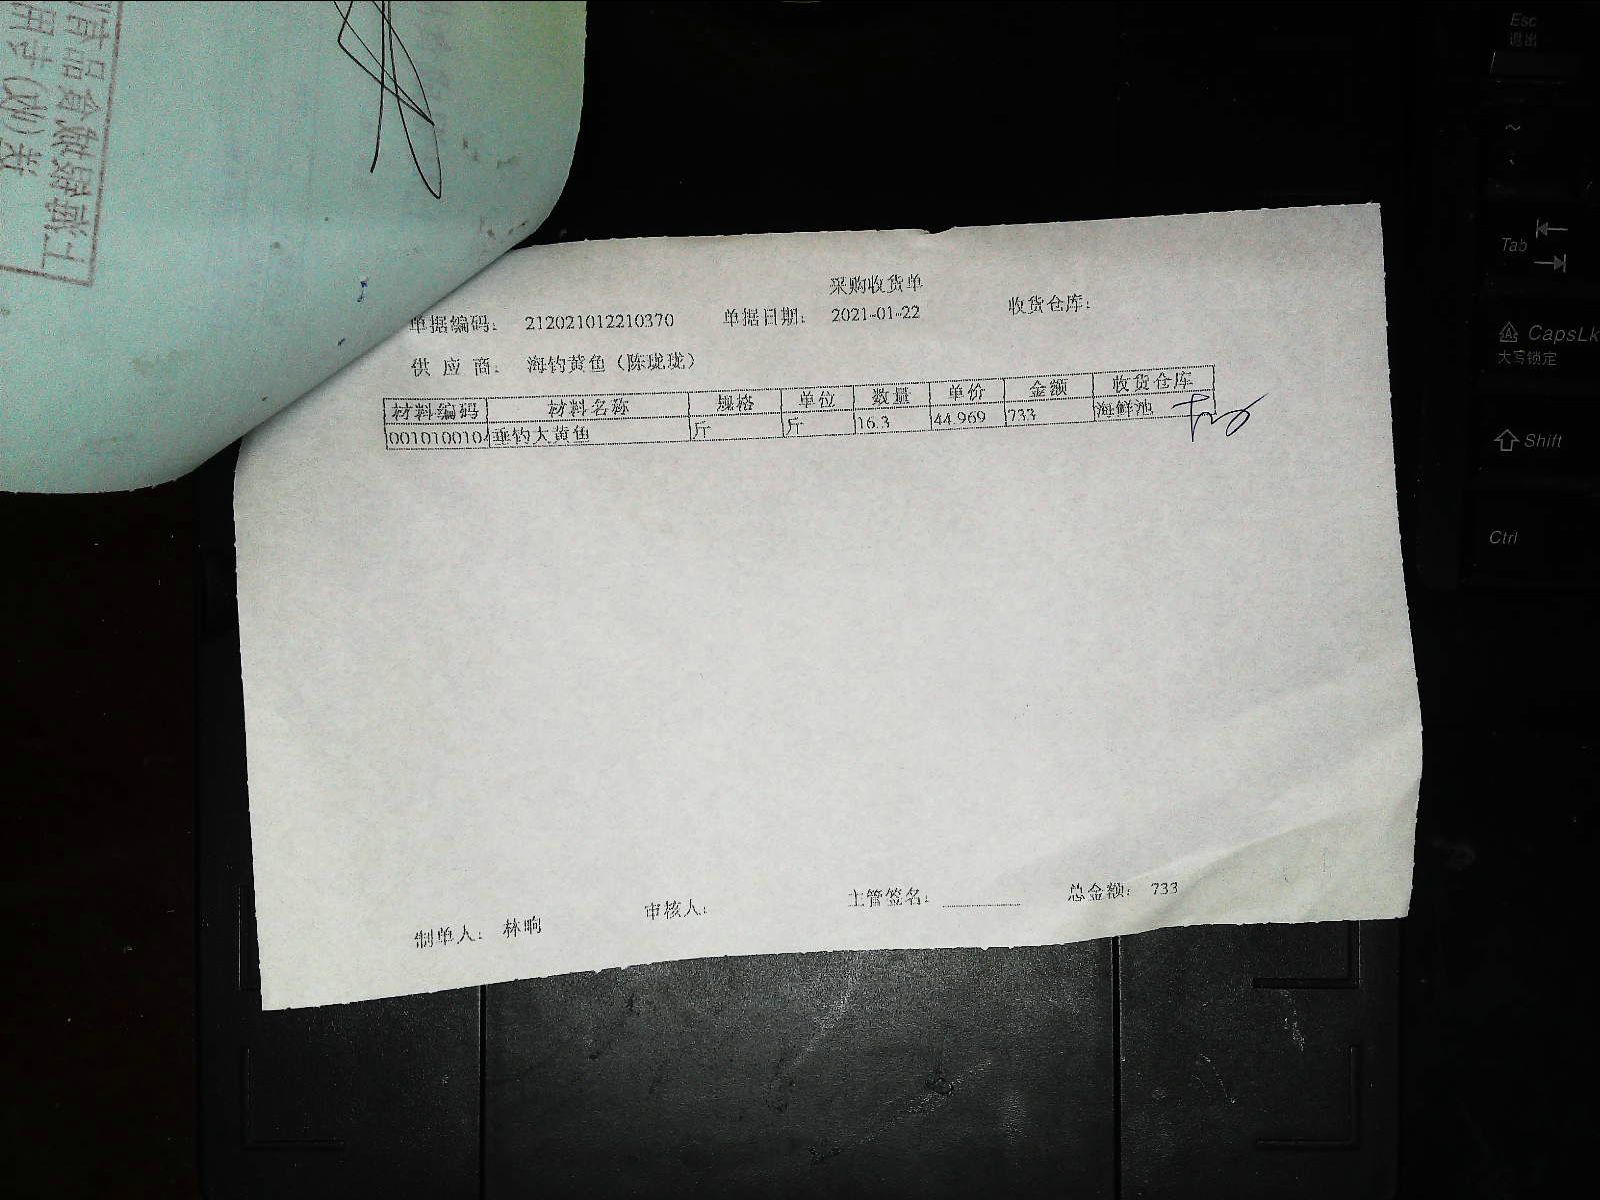 采购收货单
单据编码： 212021012210370 单据日期： 2021-01-22 收货仓库：
供 应 商： 海钓黄鱼（陈珑珑）
材料编码 材料名称 规格 单位 数量 单价 金额 收货仓库
001010010 垂钓大黄鱼 斤 斤 16.3 44.969 733 海鲜池
制单人： 林晌 审核人： 主管签名： 总金额： 733
Esc
退出
~
Tab
CapsLk
大写锁定
Shift
Ctrl